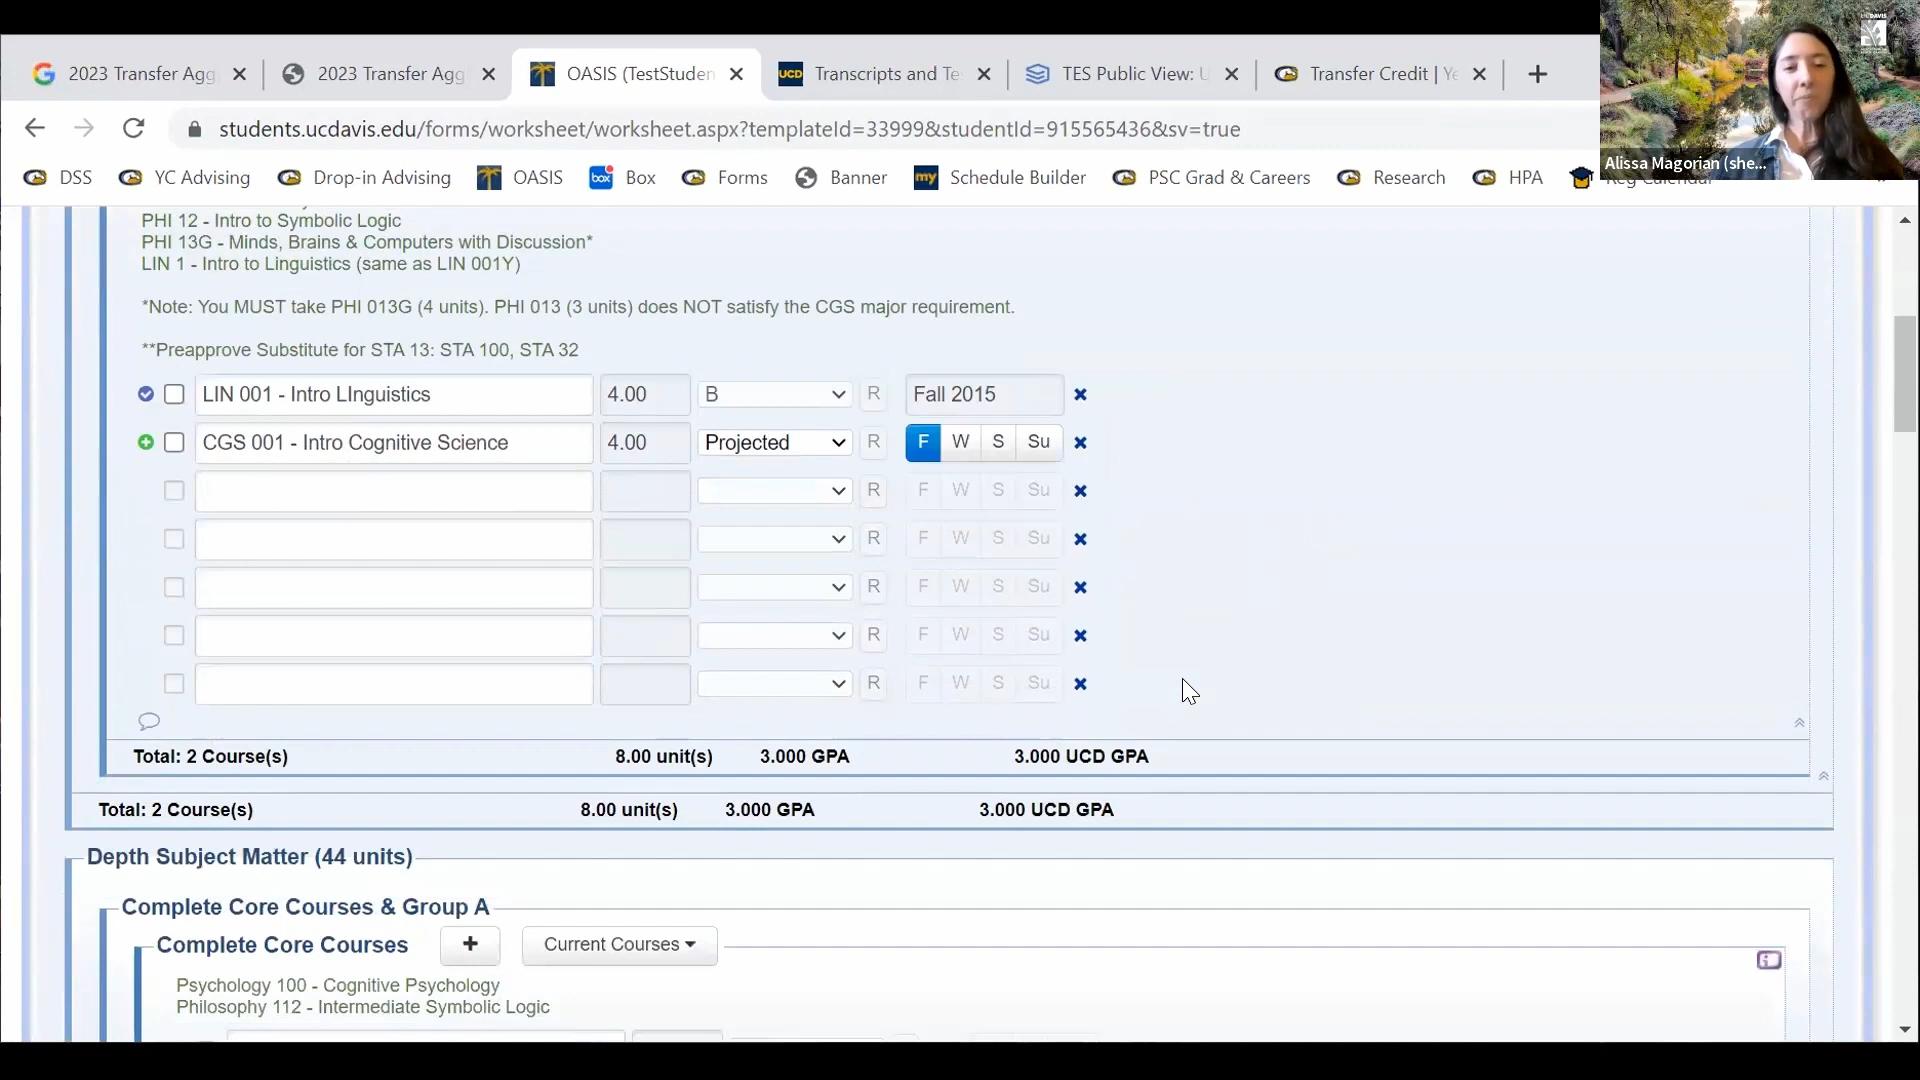 2023 Transfer Agg
2023 Transfer Agg
OASIS (TestStuden
UCD Transcripts and Te
TES Public View: U
Transfer Credit | Ye
students.ucdavis.edu/forms/worksheet/worksheet.aspx?templateId=33999&studentId=915565436&sv=true
Alissa Magorian (she...
DSS YC Advising Drop-in Advising OASIS box Box Forms Banner my Schedule Builder PSC Grad & Careers Research HPA Reg Calendar
PHI 12 - Intro to Symbolic Logic
PHI 13G - Minds, Brains & Computers with Discussion*
LIN 1 - Intro to Linguistics (same as LIN 001Y)
*Note: You MUST take PHI 013G (4 units). PHI 013 (3 units) does NOT satisfy the CGS major requirement.
**Preapprove Substitute for STA 13: STA 100, STA 32
LIN 001 - Intro LInguistics 4.00 B R Fall 2015
CGS 001 - Intro Cognitive Science 4.00 Projected R F W S Su
R F W S Su
R F W S Su
R F W S Su
R F W S Su
R F W S Su
Total: 2 Course(s) 8.00 unit(s) 3.000 GPA 3.000 UCD GPA
Total: 2 Course(s) 8.00 unit(s) 3.000 GPA 3.000 UCD GPA
Depth Subject Matter (44 units)
Complete Core Courses & Group A
Complete Core Courses + Current Courses
Psychology 100 - Cognitive Psychology
Philosophy 112 - Intermediate Symbolic Logic